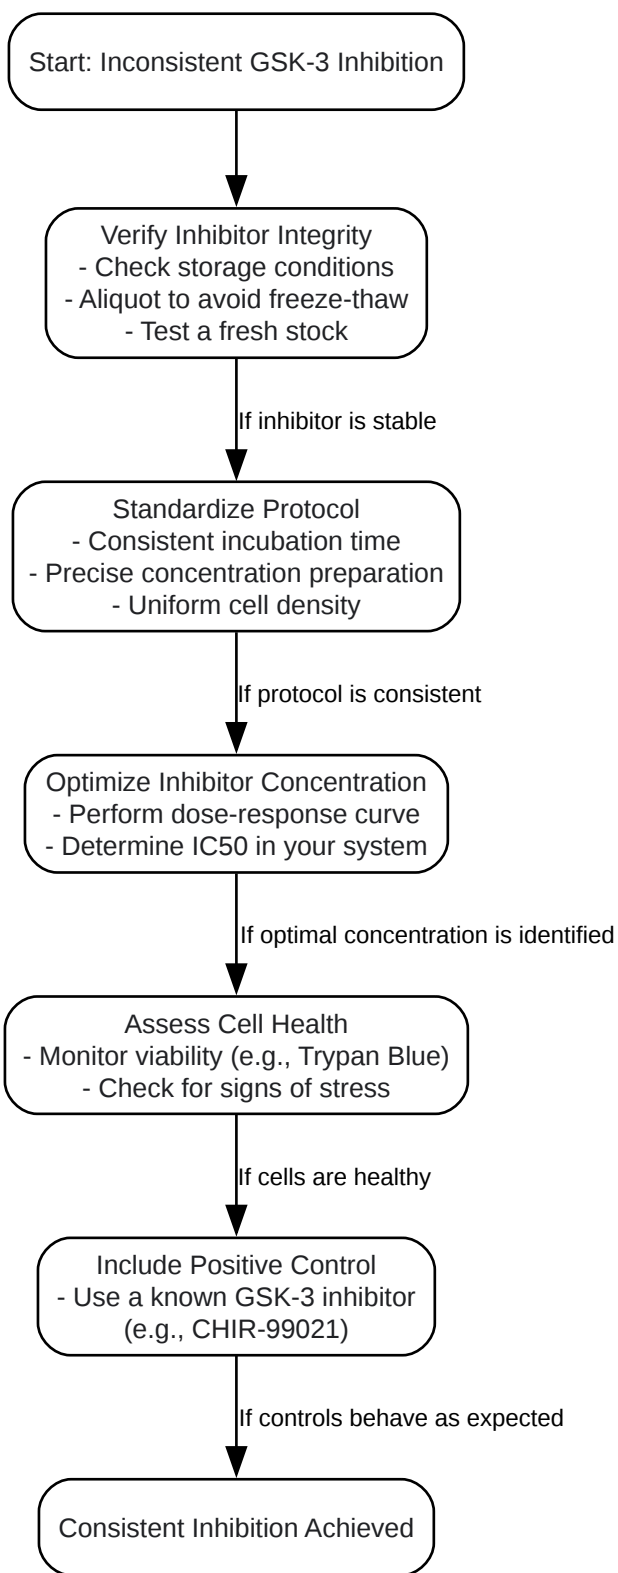 Start: Inconsistent GSK-3 Inhibition
Verify Inhibitor Integrity
- Check storage conditions
- Aliquot to avoid freeze-thaw
- Test a fresh stock
If inhibitor is stable
Standardize Protocol
- Consistent incubation time
- Precise concentration preparation
- Uniform cell density
If protocol is consistent
Optimize Inhibitor Concentration
- Perform dose-response curve
- Determine IC50 in your system
If optimal concentration is identified
Assess Cell Health
- Monitor viability (e.g., Trypan Blue)
- Check for signs of stress
If cells are healthy
Include Positive Control
- Use a known GSK-3 inhibitor
(e.g., CHIR-99021)
If controls behave as expected
Consistent Inhibition Achieved